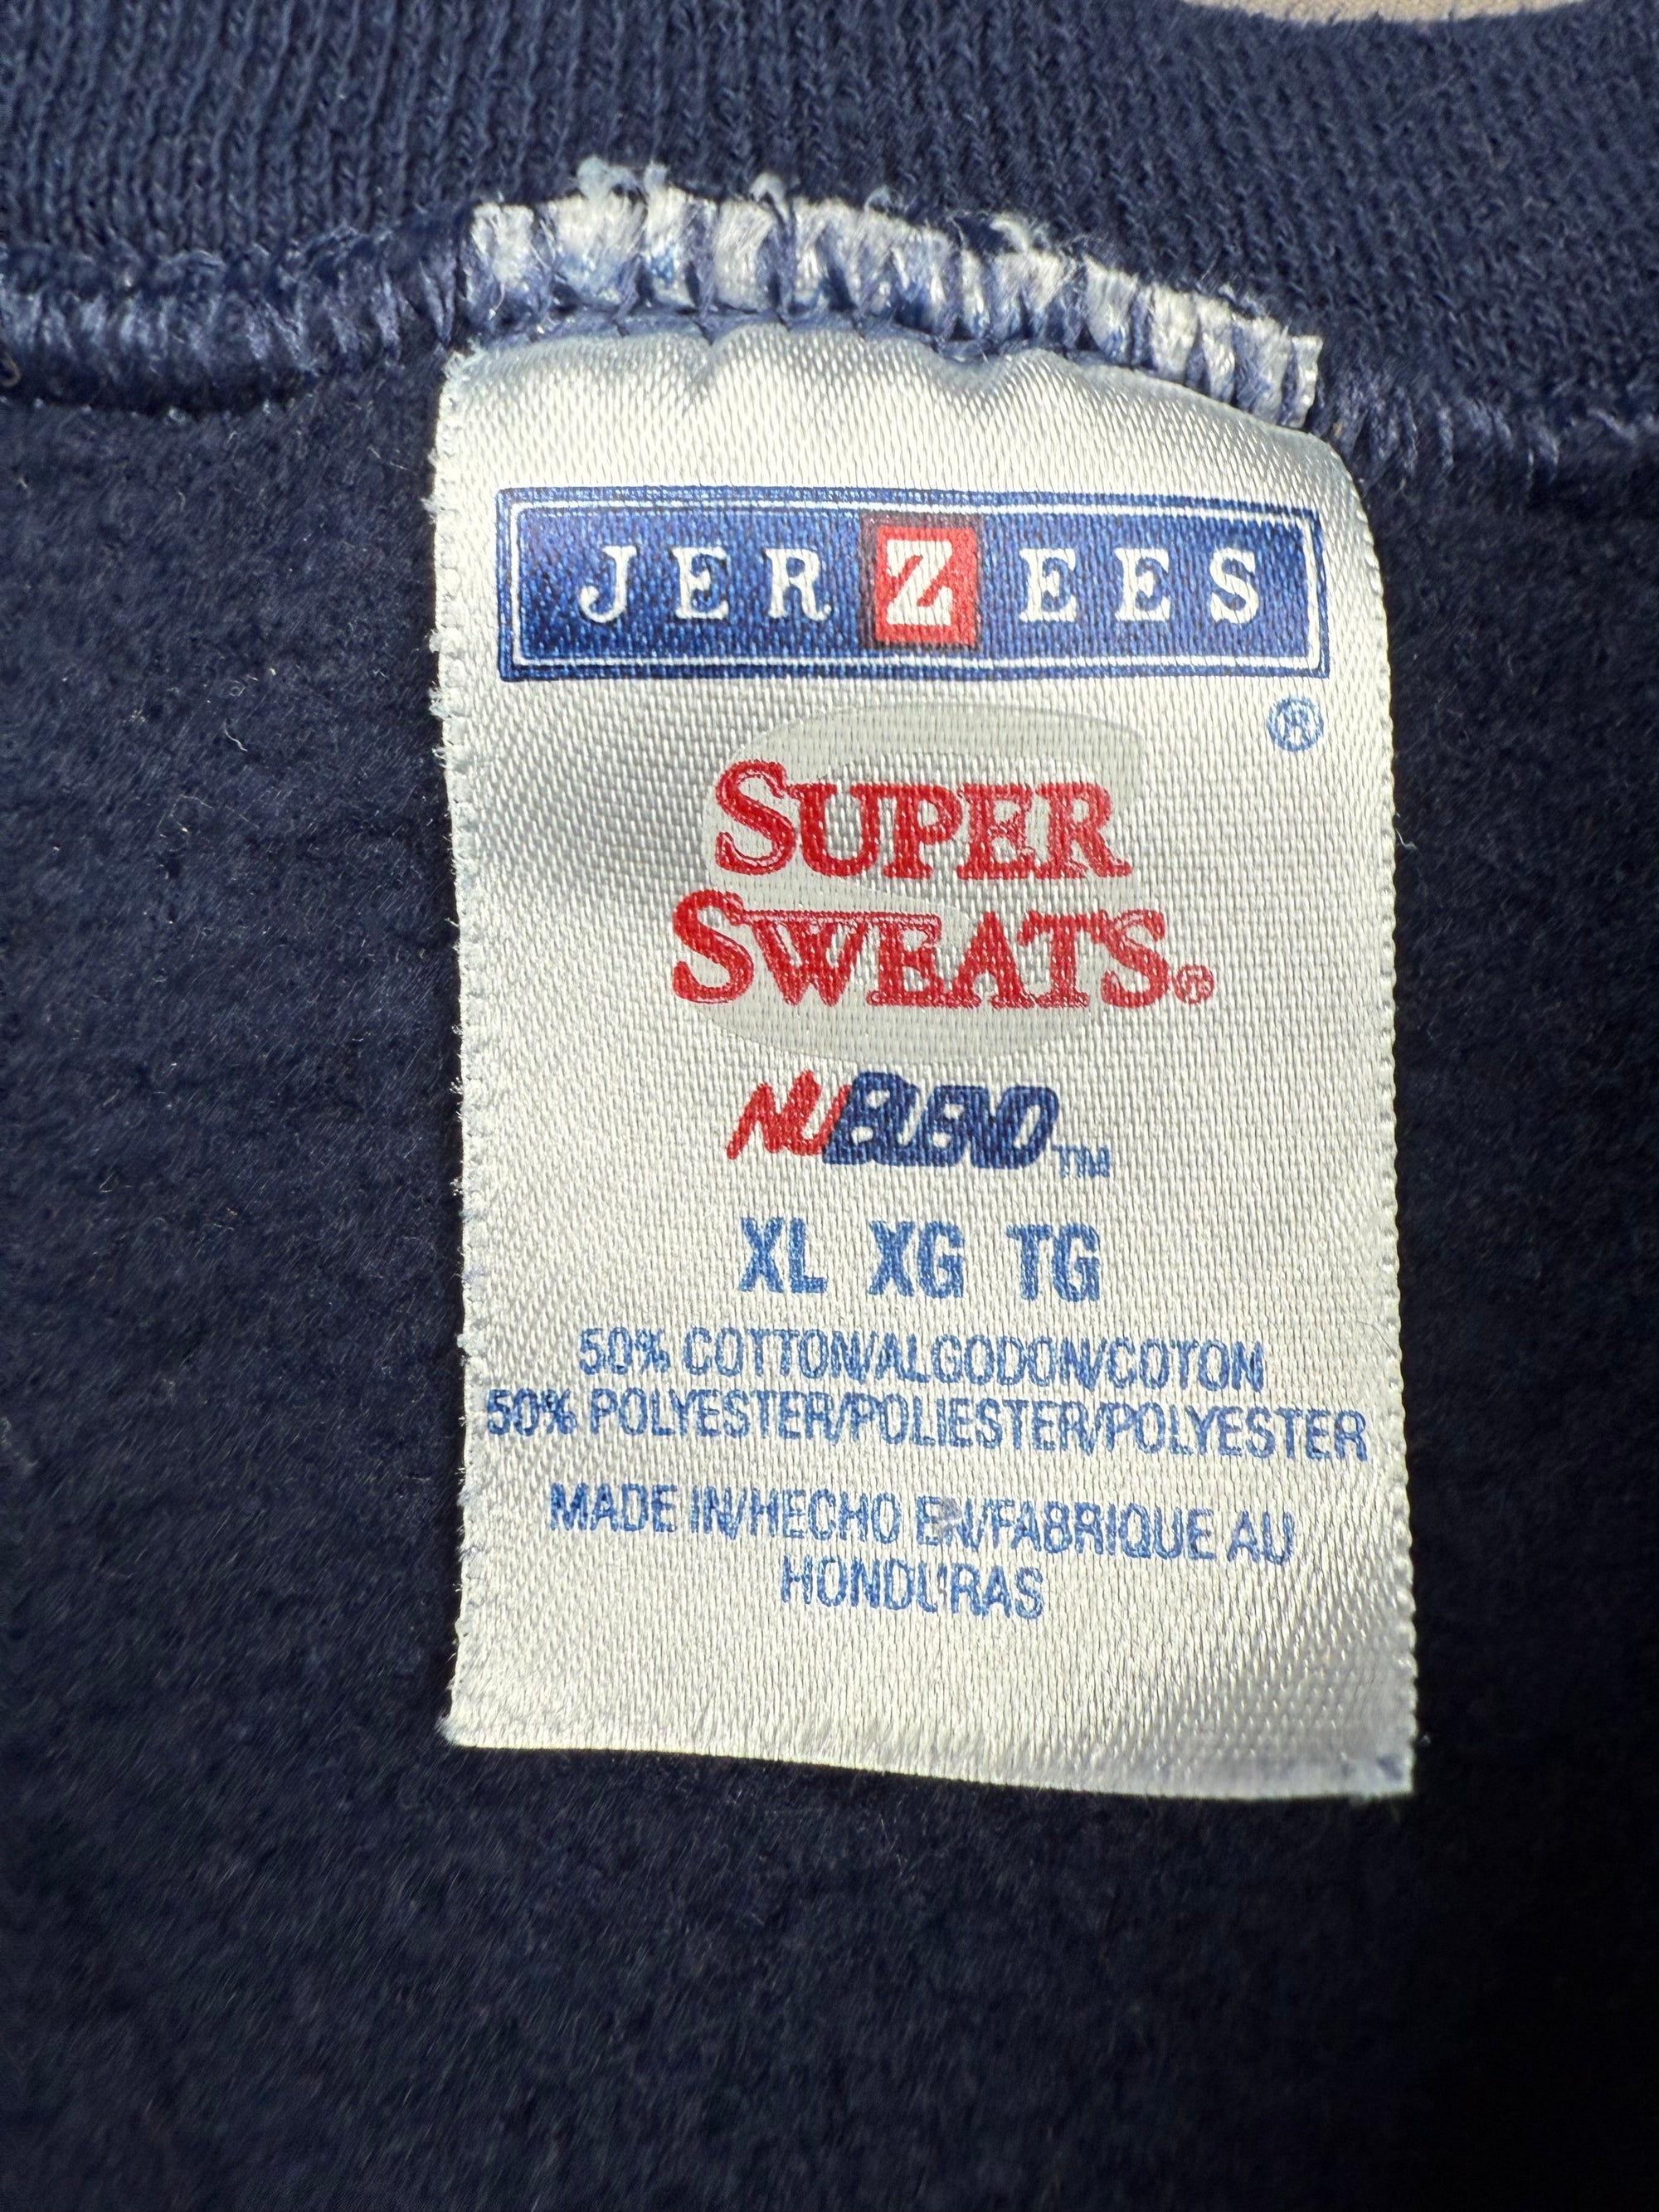 JERZEES
®
SUPER
SWEATS®
NUBLEND™
XL XG TG
50% COTTON/ALGODON/COTON
50% POLYESTER/POLIESTER/POLYESTER
MADE IN/HECHO EN/FABRIQUE AU
HONDURAS